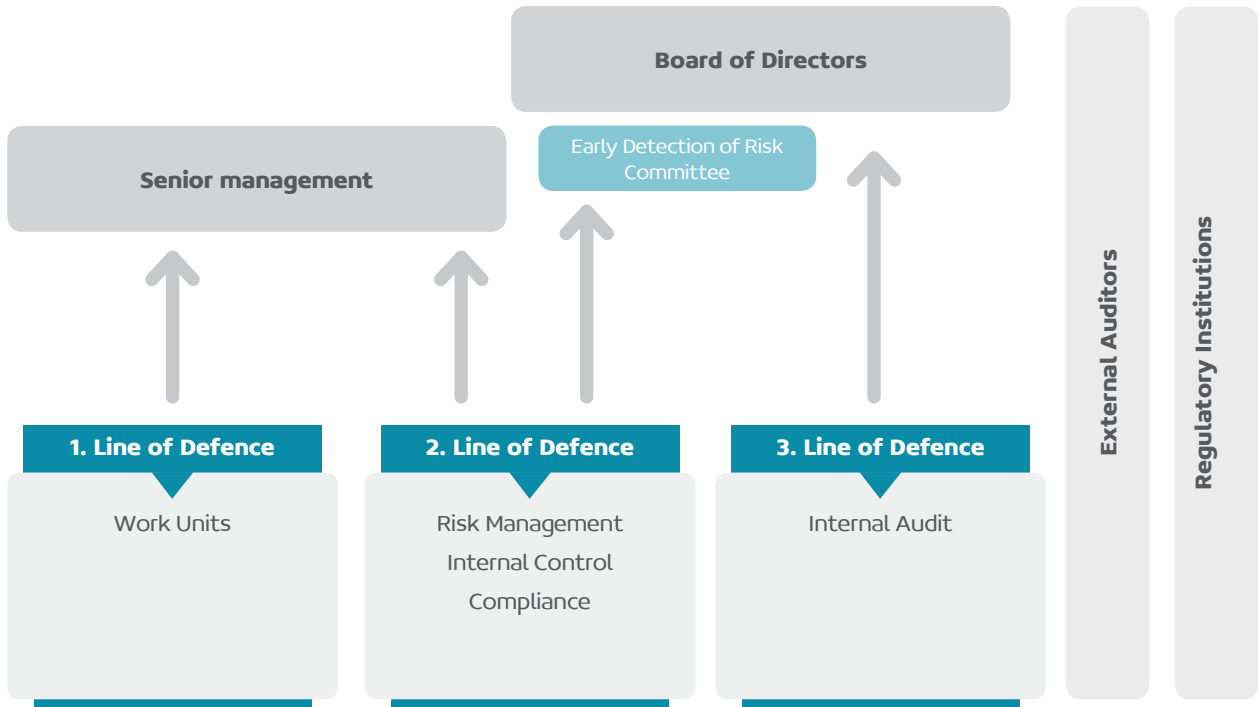 Board of Directors
Early Detection of Risk
Committee
Senior management
1. Line of Defence
Work Units
2. Line of Defence
Risk Management
Internal Control
Compliance
3. Line of Defence
Internal Audit
External Auditors
Regulatory Institutions